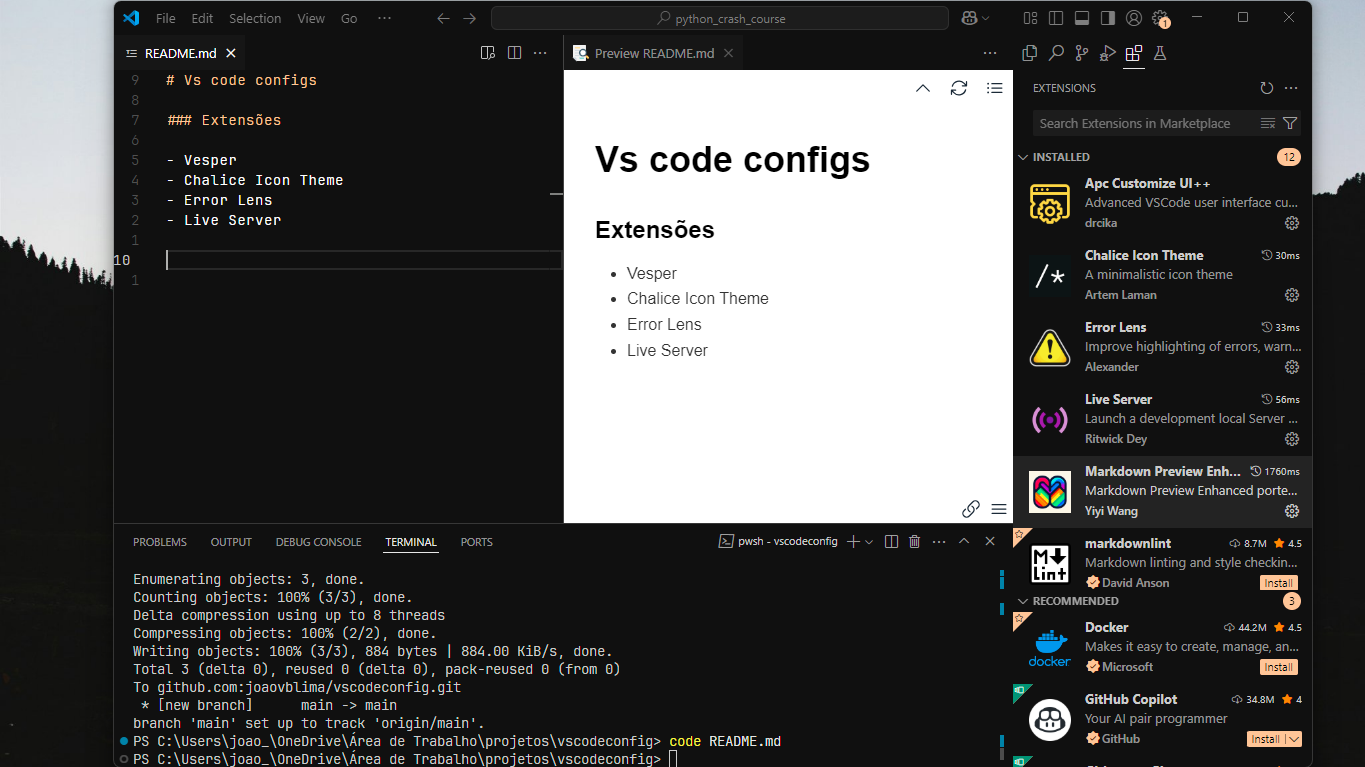 File Edit Selection View Go ··· python_crash_course 1
README.md
Preview README.md
9 # Vs code configs
8
7 ### Extensões
6
5 - Vesper
4 - Chalice Icon Theme
3 - Error Lens
2 - Live Server
1
10
1
Vs code configs
Extensões
• Vesper
• Chalice Icon Theme
• Error Lens
• Live Server
EXTENSIONS
Search Extensions in Marketplace
INSTALLED 12
Apc Customize UI++
Advanced VSCode user interface cu...
drcika
/*
Chalice Icon Theme 30ms
A minimalistic icon theme
Artem Laman
Error Lens 33ms
Improve highlighting of errors, warn...
Alexander
Live Server 56ms
Launch a development local Server ...
Ritwick Dey
Markdown Preview Enh... 1760ms
Markdown Preview Enhanced porte...
Yiyi Wang
M Lint
markdownlint 8.7M 4.5
Markdown linting and style checkin...
David Anson Install
RECOMMENDED 3
docker
Docker 44.2M 4.5
Makes it easy to create, manage, an...
Microsoft Install
GitHub Copilot 34.8M 4
Your AI pair programmer
GitHub Install
PROBLEMS OUTPUT DEBUG CONSOLE TERMINAL PORTS pwsh - vscodeconfig
Enumerating objects: 3, done.
Counting objects: 100% (3/3), done.
Delta compression using up to 8 threads
Compressing objects: 100% (2/2), done.
Writing objects: 100% (3/3), 884 bytes | 884.00 KiB/s, done.
Total 3 (delta 0), reused 0 (delta 0), pack-reused 0 (from 0)
To github.com:joaovblima/vscodeconfig.git
 * [new branch]      main -> main
branch 'main' set up to track 'origin/main'.
PS C:\Users\joao_\OneDrive\Área de Trabalho\projetos\vscodeconfig> code README.md
PS C:\Users\joao_\OneDrive\Área de Trabalho\projetos\vscodeconfig>